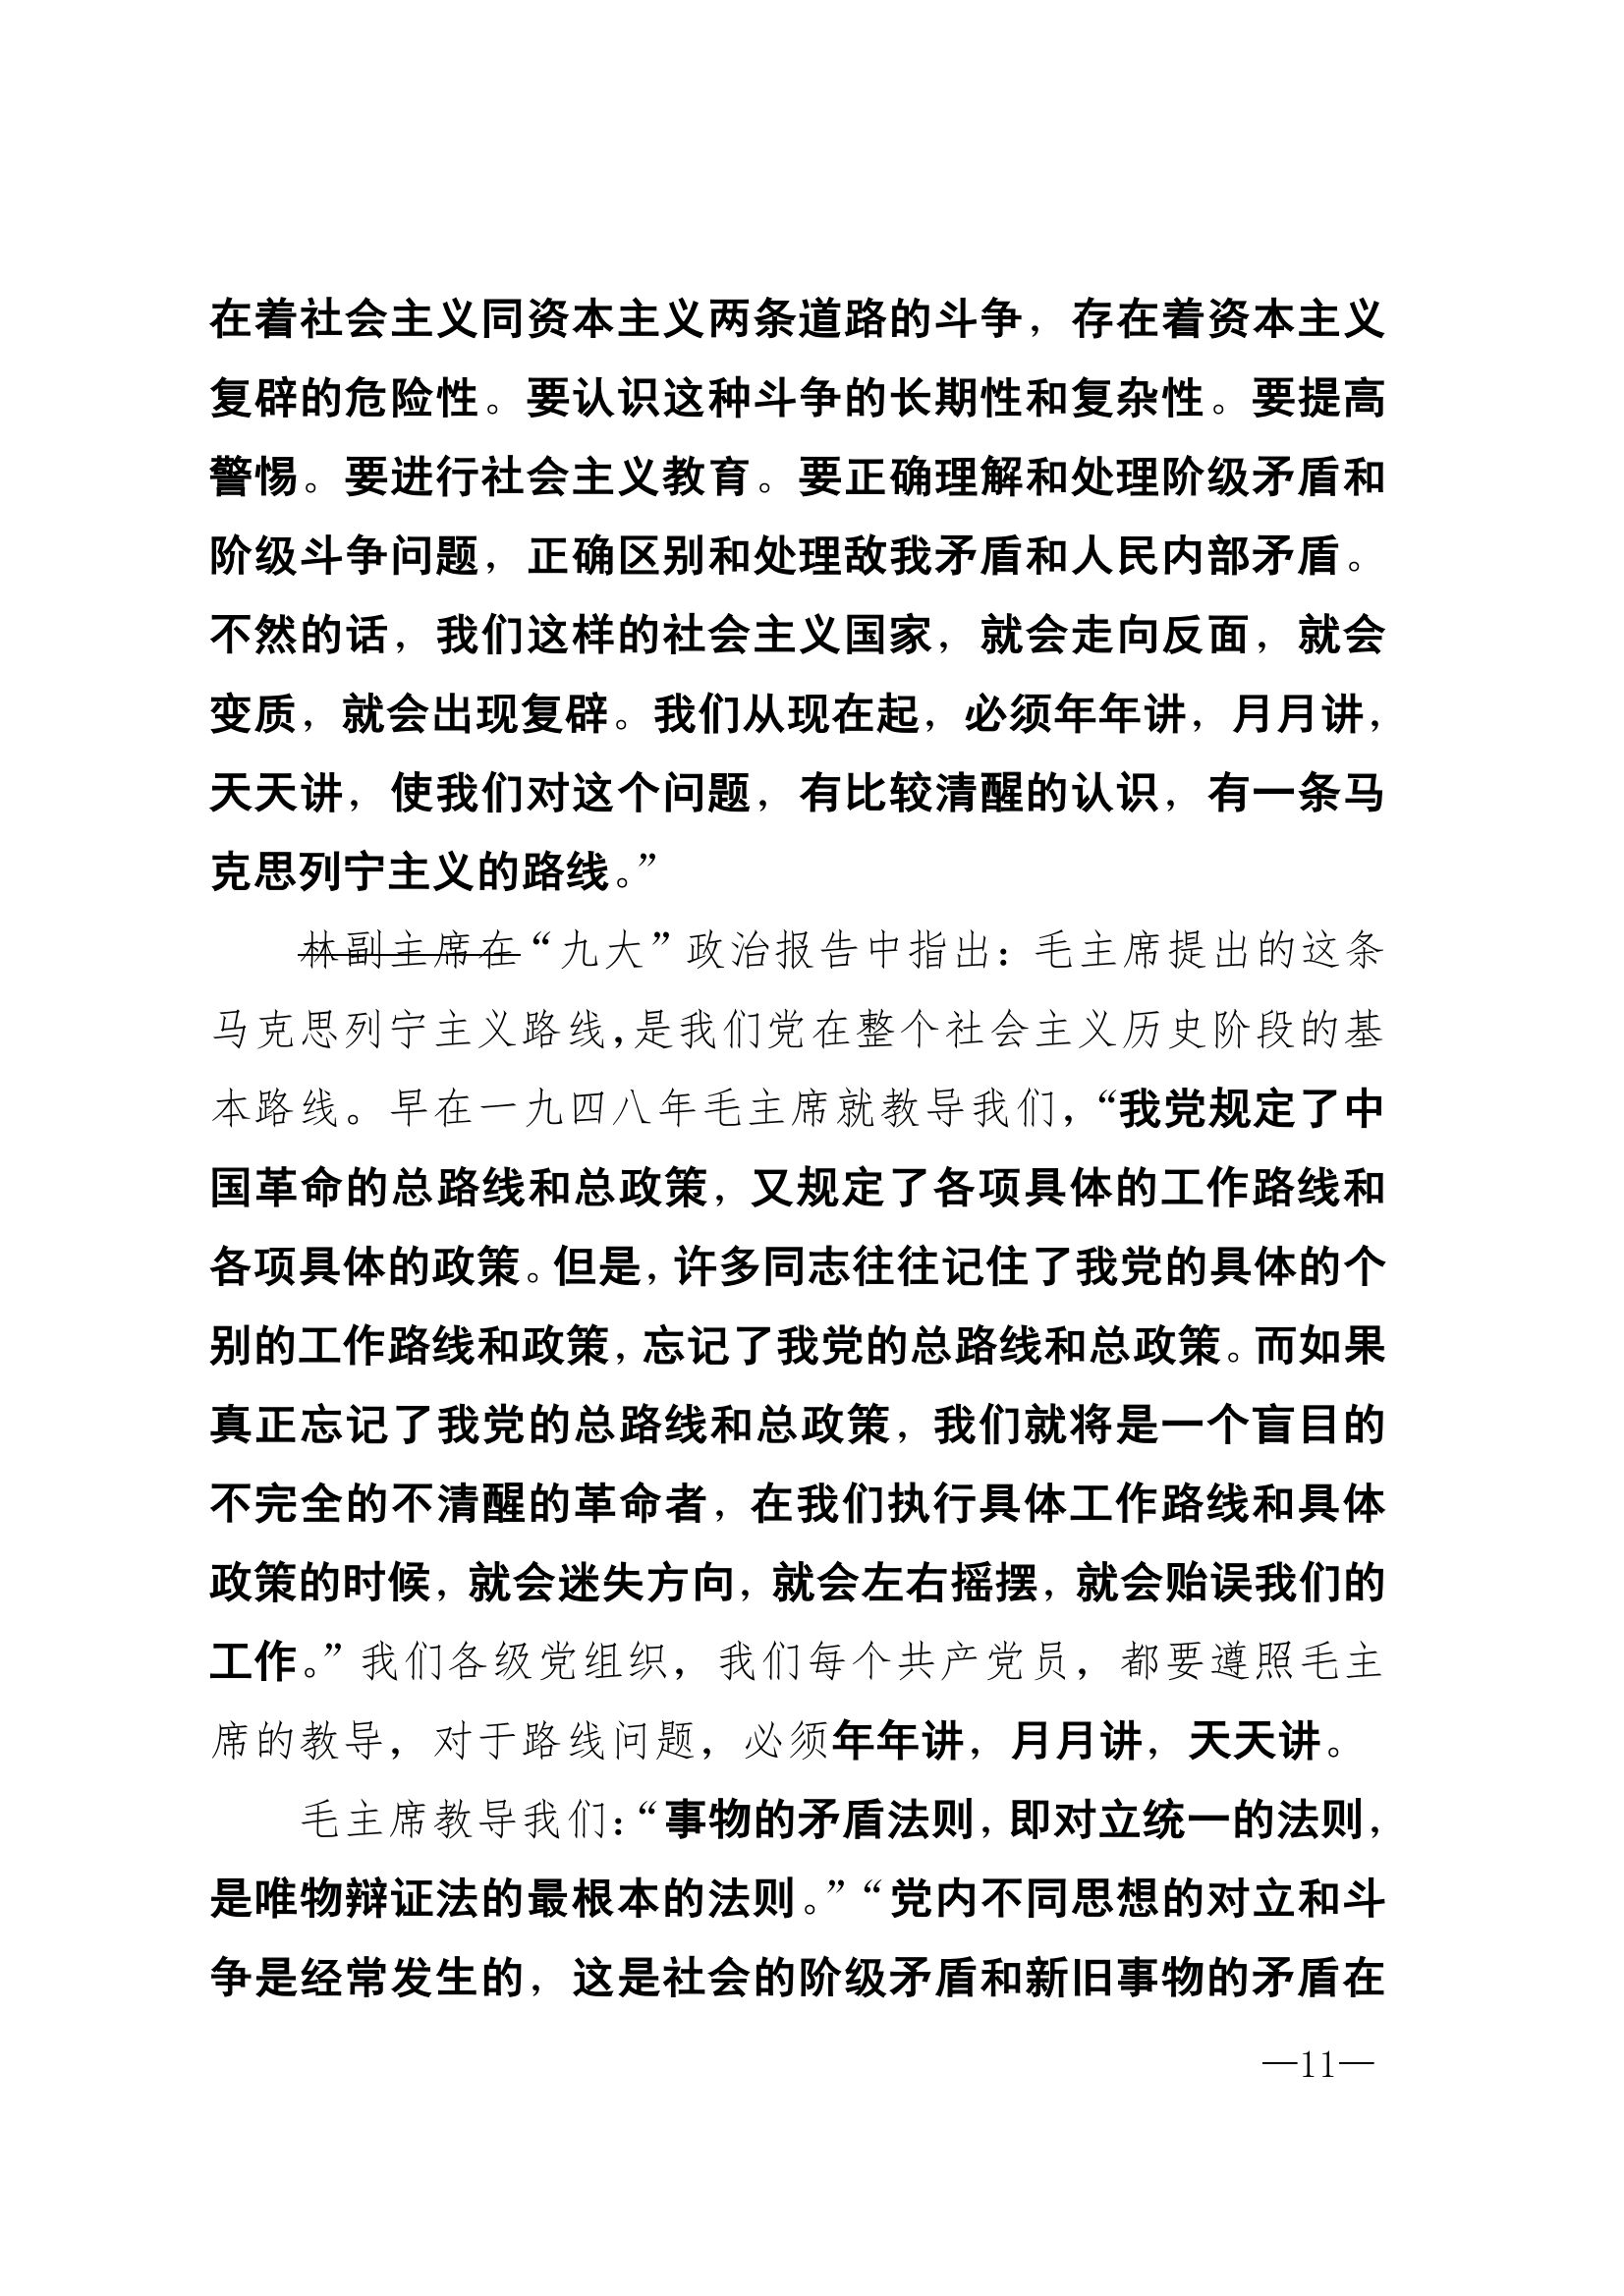 在着社会主义同资本主义两条道路的斗争，存在着资本主义
复辟的危险性。要认识这种斗争的长期性和复杂性。要提高
警惕。要进行社会主义教育。要正确理解和处理阶级矛盾和
阶级斗争问题，正确区别和处理敌我矛盾和人民内部矛盾。
不然的话，我们这样的社会主义国家，就会走向反面，就会
变质，就会出现复辟。我们从现在起，必须年年讲，月月讲，
天天讲，使我们对这个问题，有比较清醒的认识，有一条马
克思列宁主义的路线。”
林副主席在“九大”政治报告中指出：毛主席提出的这条
马克思列宁主义路线，是我们党在整个社会主义历史阶段的基
本路线。早在一九四八年毛主席就教导我们，“我党规定了中
国革命的总路线和总政策，又规定了各项具体的工作路线和
各项具体的政策。但是，许多同志往往记住了我党的具体的个
别的工作路线和政策，忘记了我党的总路线和总政策。而如果
真正忘记了我党的总路线和总政策，我们就将是一个盲目的
不完全的不清醒的革命者，在我们执行具体工作路线和具体
政策的时候，就会迷失方向，就会左右摇摆，就会贻误我们的
工作。”我们各级党组织，我们每个共产党员，都要遵照毛主
席的教导，对于路线问题，必须年年讲，月月讲，天天讲。
毛主席教导我们：“事物的矛盾法则，即对立统一的法则，
是唯物辩证法的最根本的法则。”“党内不同思想的对立和斗
争是经常发生的，这是社会的阶级矛盾和新旧事物的矛盾在
—11—